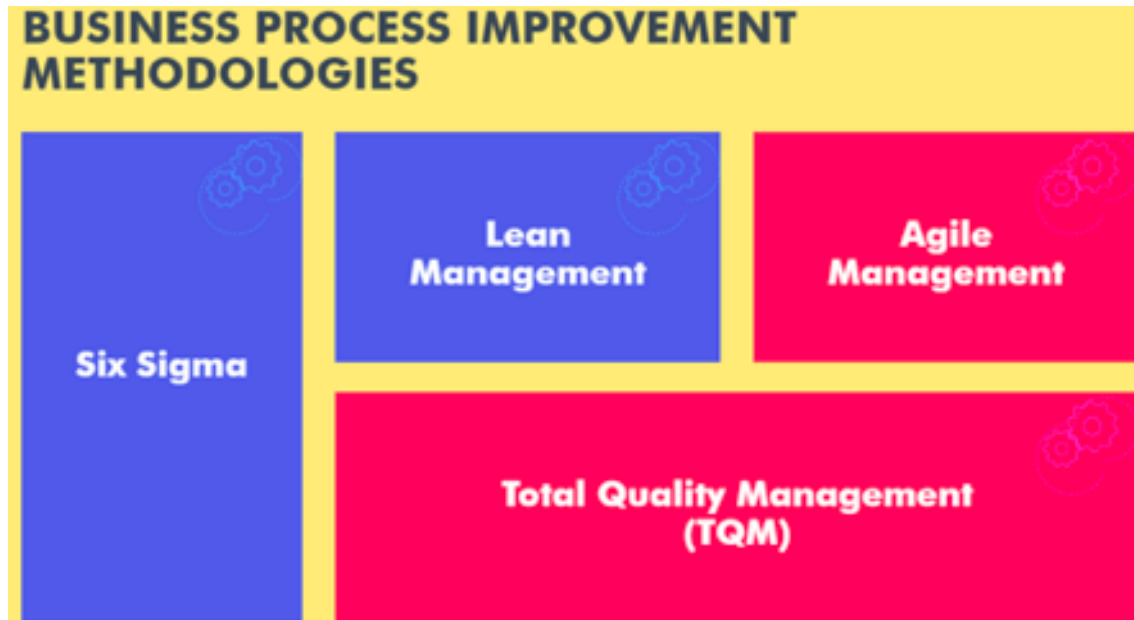 BUSINESS PROCESS IMPROVEMENT
METHODOLOGIES
Six Sigma
Lean
Management
Agile
Management
Total Quality Management
(TQM)